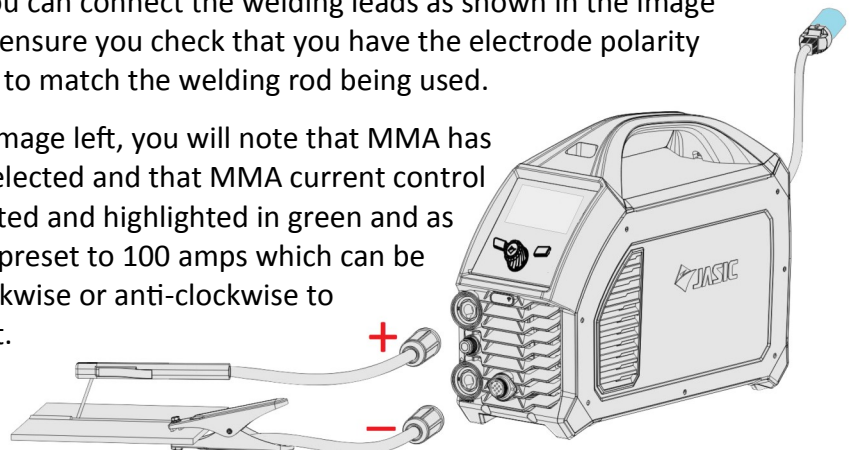 ou can connect the welding leads as shown in the image
ensure you check that you have the electrode polarity
to match the welding rod being used.
mage left, you will note that MMA has
elected and that MMA current control
ted and highlighted in green and as
preset to 100 amps which can be
kwise or anti-clockwise to
t.
+
JASIC
−